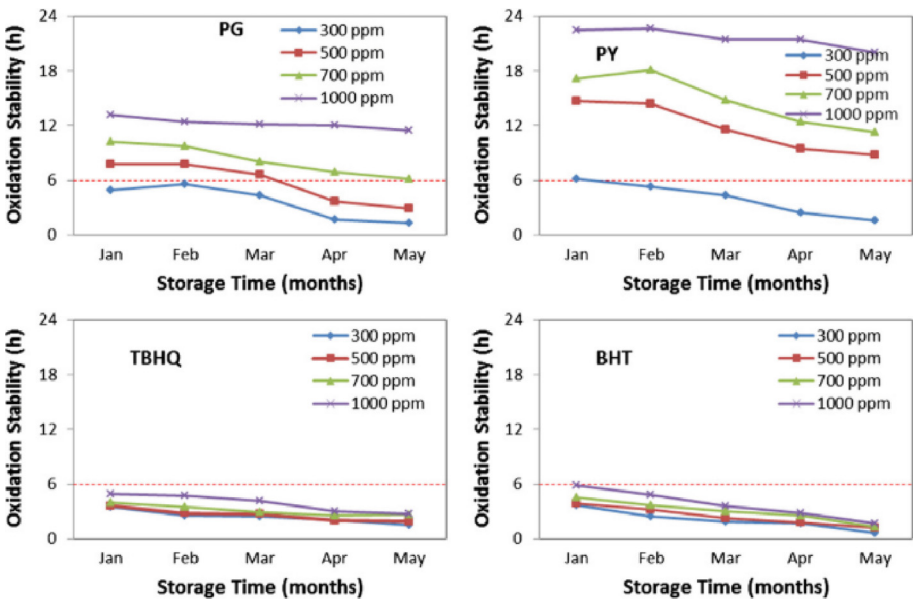 24
18
12
6
0
Oxidation Stability (h)
PG
300 ppm
500 ppm
700 ppm
1000 ppm
Jan Feb Mar Apr May
Storage Time (months)
24
18
12
6
0
Oxidation Stability (h)
PY
300 ppm
500 ppm
700 ppm
1000 ppm
Jan Feb Mar Apr May
Storage Time (months)
24
18
12
6
0
Oxidation Stability (h)
TBHQ
300 ppm
500 ppm
700 ppm
1000 ppm
Jan Feb Mar Apr May
Storage Time (months)
24
18
12
6
0
Oxidation Stability (h)
BHT
300 ppm
500 ppm
700 ppm
1000 ppm
Jan Feb Mar Apr May
Storage Time (months)